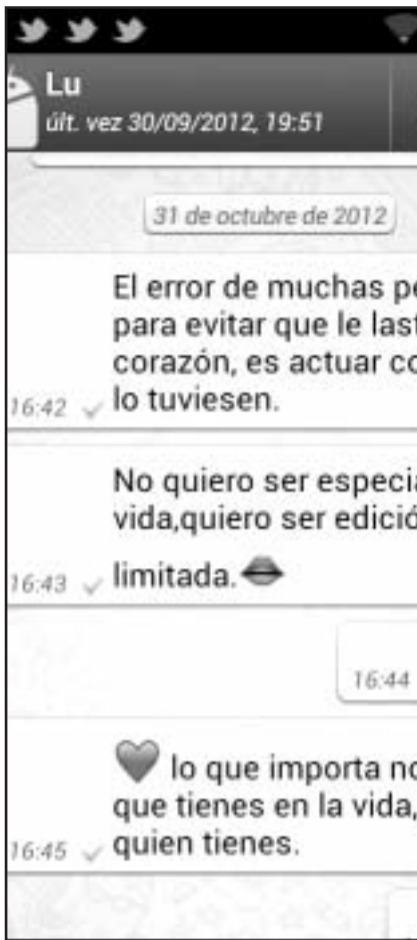 Lu
últ. vez 30/09/2012, 19:51
31 de octubre de 2012
El error de muchas
para evitar que le
corazón, es actuar
16:42 lo tuviesen.
No quiero ser
vida,quiero ser
16:43 limitada.
16:44
lo que importa
que tienes en la vida,
16:45 quien tienes.